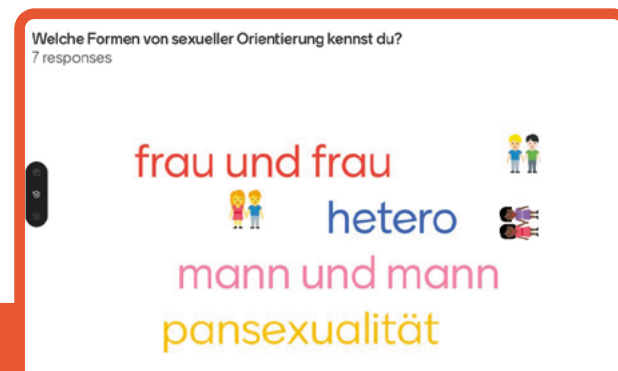 Welche Formen von sexueller Orientierung kennst du?
7 responses
frau und frau
hetero
mann und mann
pansexualität